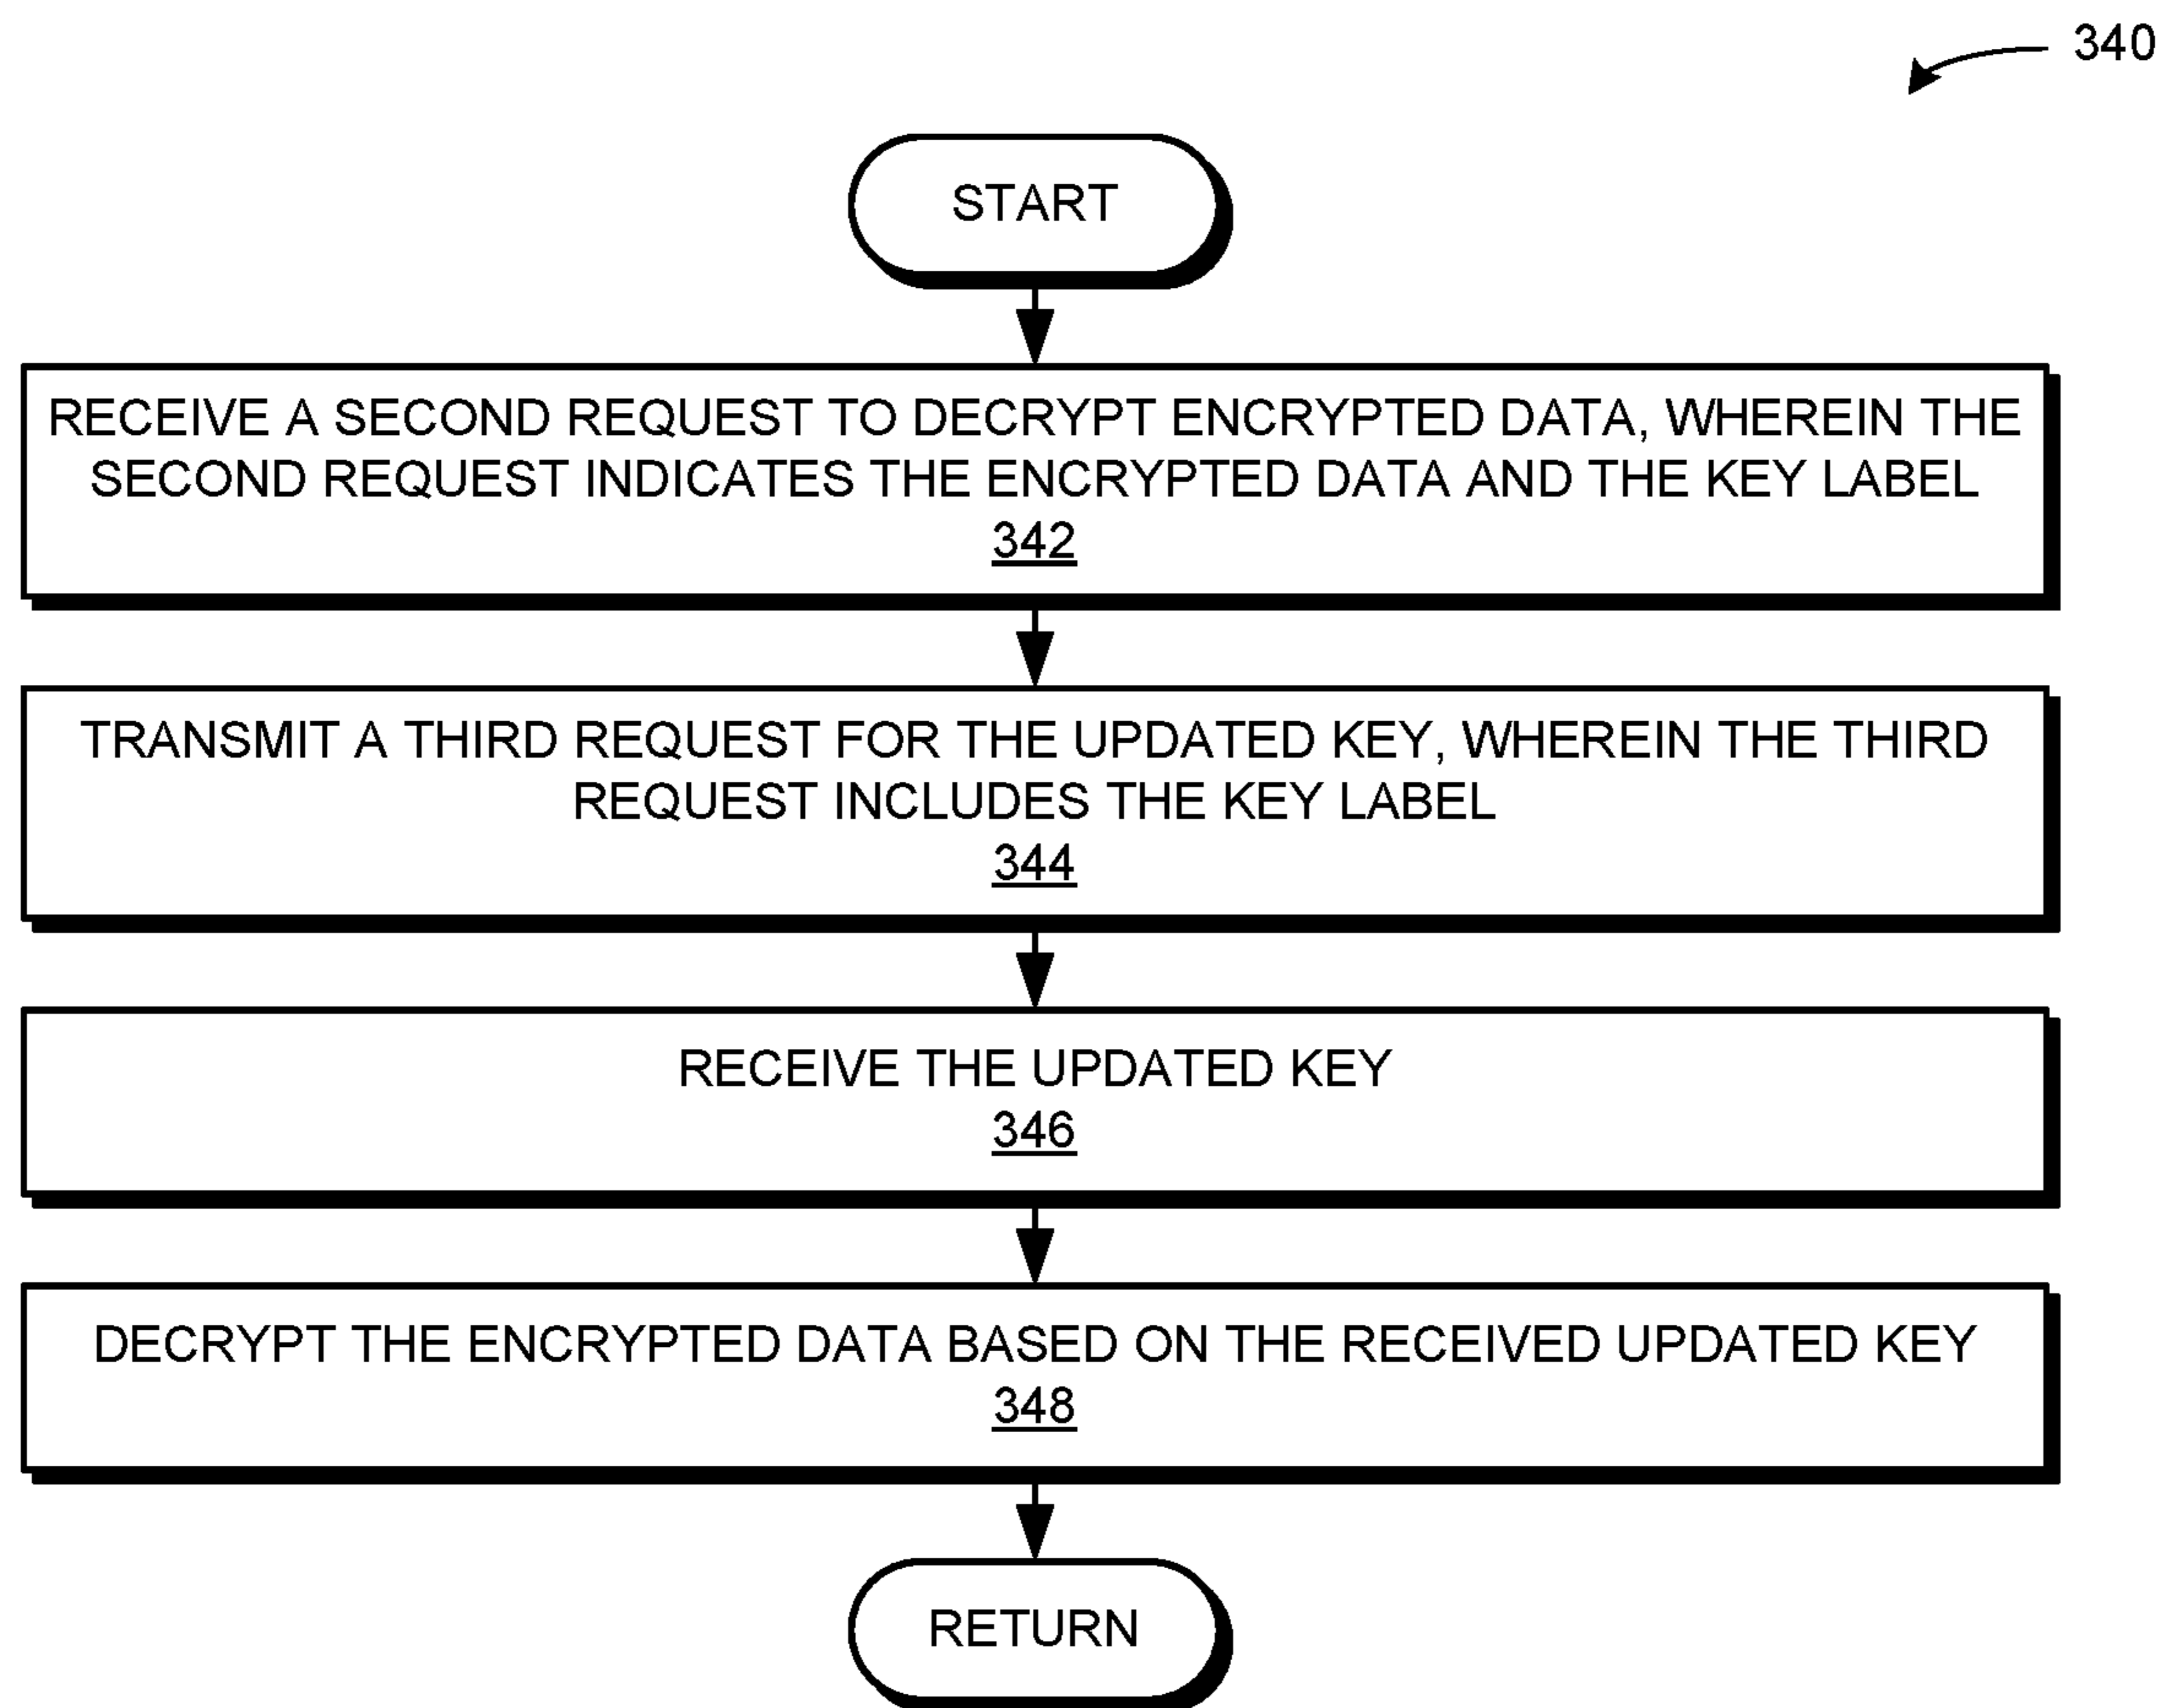 340
START
RECEIVE A SECOND REQUEST TO DECRYPT ENCRYPTED DATA, WHEREIN THE
SECOND REQUEST INDICATES THE ENCRYPTED DATA AND THE KEY LABEL
342
TRANSMIT A THIRD REQUEST FOR THE UPDATED KEY, WHEREIN THE THIRD
REQUEST INCLUDES THE KEY LABEL
344
RECEIVE THE UPDATED KEY
346
DECRYPT THE ENCRYPTED DATA BASED ON THE RECEIVED UPDATED KEY
348
RETURN